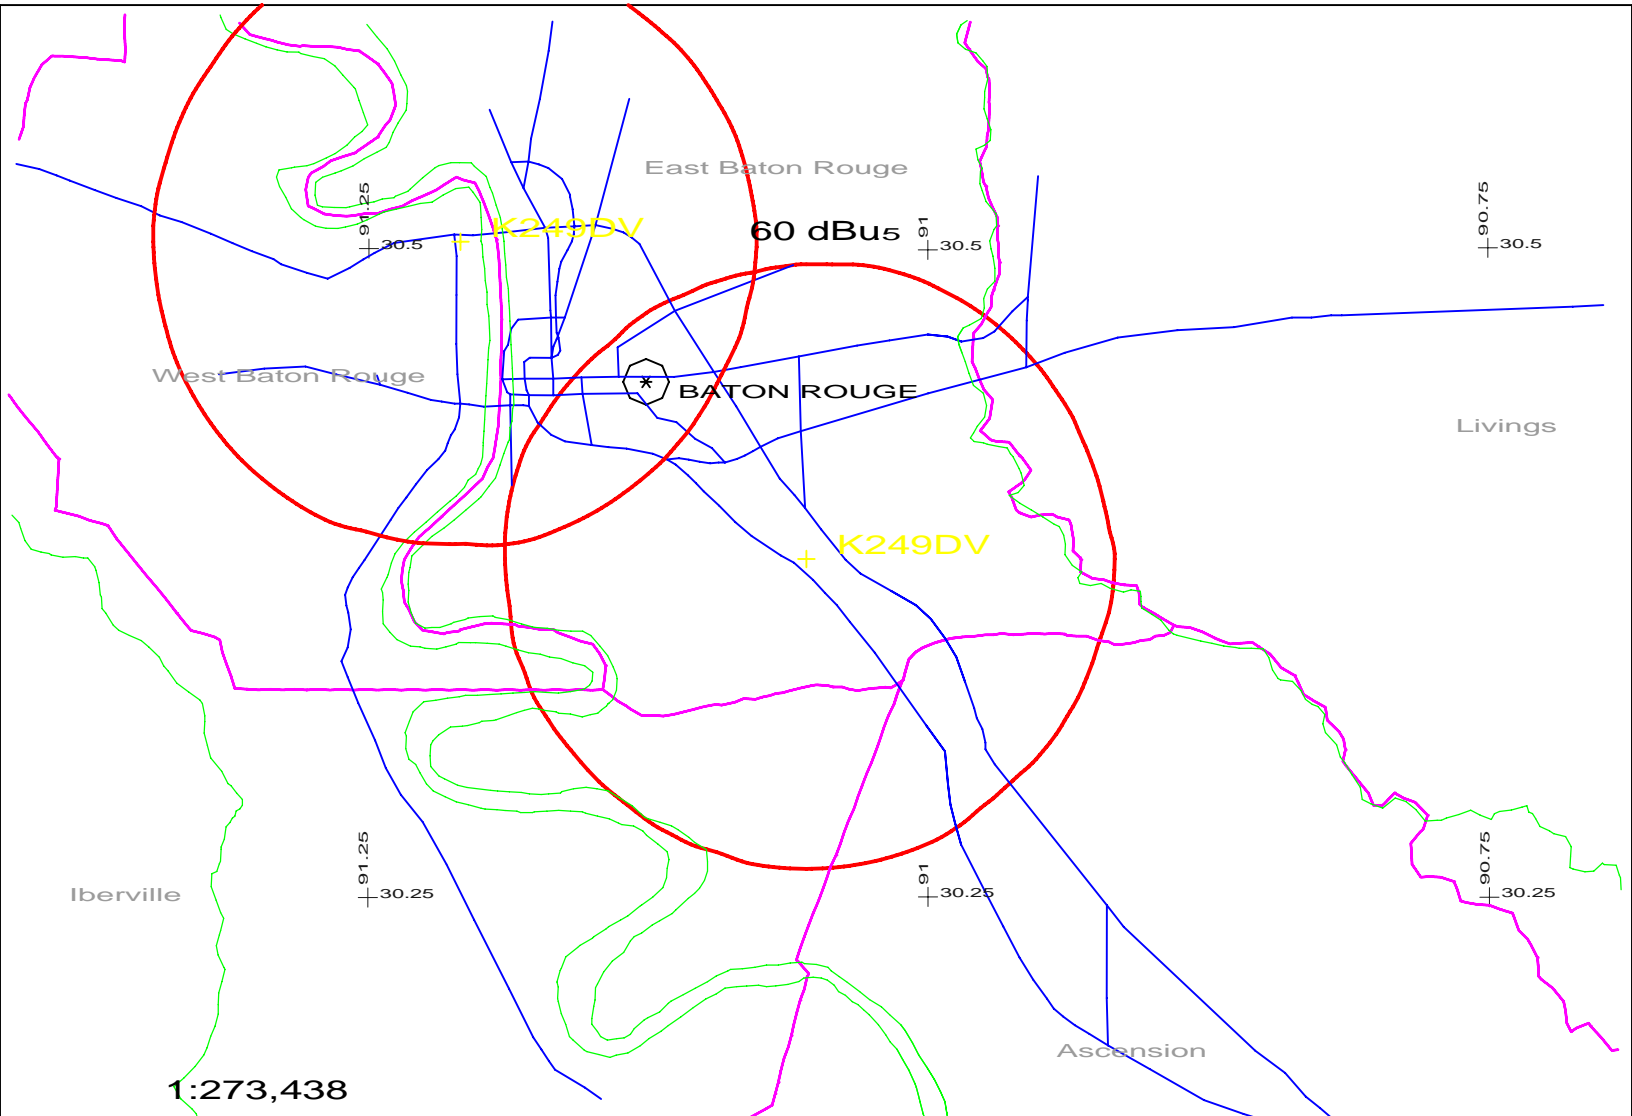 East Baton Rouge
91.25
30.5
K249DV
60 dBu5
91
30.5
90.75
30.5
West Baton Rouge
BATON ROUGE
Livings
K249DV
91.25
30.25
91
30.25
90.75
30.25
Iberville
Ascension
1:273,438